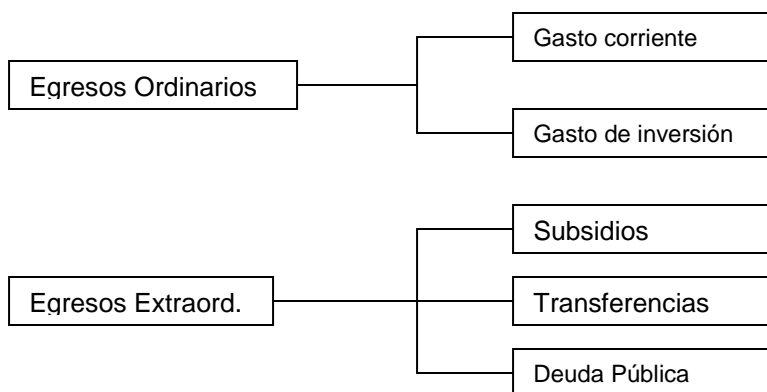 Egresos Ordinarios
Gasto corriente
Gasto de inversión
Egresos Extraord.
Subsidios
Transferencias
Deuda Pública